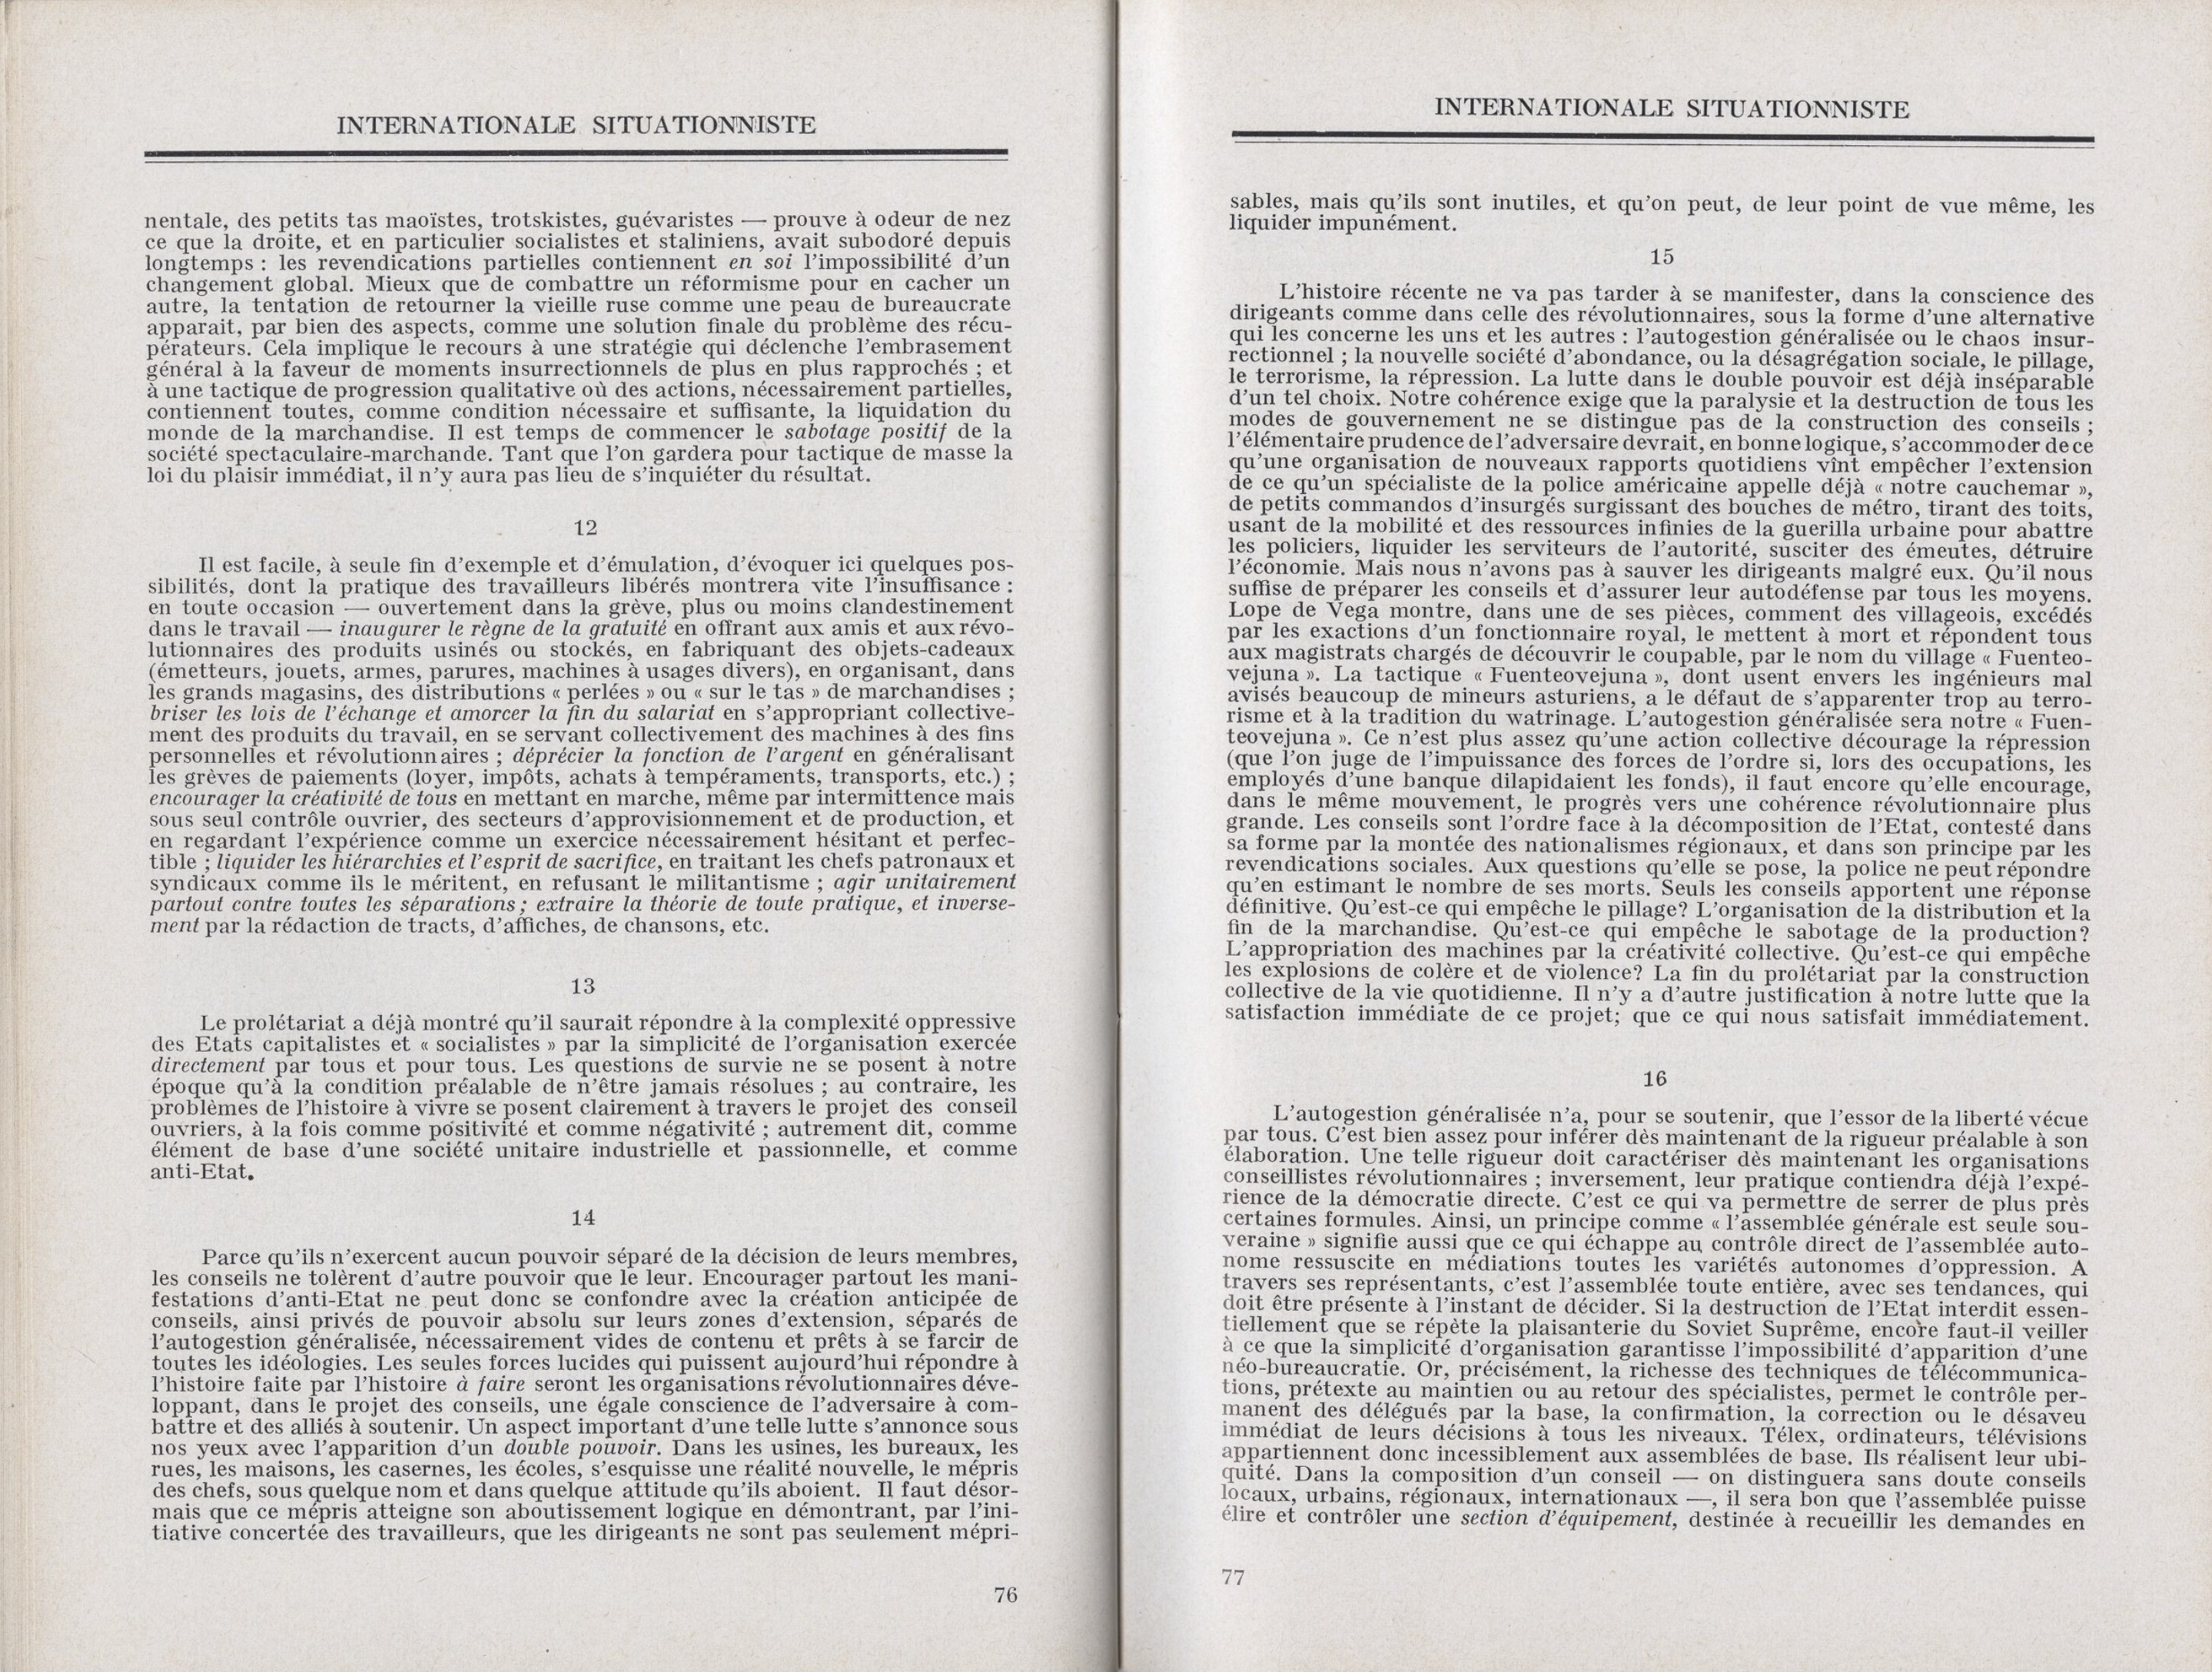 INTERNATIONALE SITUATIONNISTE
nentale, des petits tas maoïstes, trotskistes, guévaristes — prouve à odeur de nez
ce que la droite, et en particulier socialistes et staliniens, avait subodoré depuis
longtemps : les revendications partielles contiennent en soi l'impossibilité d'un
changement global. Mieux que de combattre un réformisme pour en cacher un
autre, la tentation de retourner la vieille ruse comme une peau de bureaucrate
apparait, par bien des aspects, comme une solution finale du problème des récu-
pérateurs. Cela implique le recours à une stratégie qui déclenche l'embrasement
général à la faveur de moments insurrectionnels de plus en plus rapprochés ; et
à une tactique de progression qualitative où des actions, nécessairement partielles,
contiennent toutes, comme condition nécessaire et suffisante, la liquidation du
monde de la marchandise. Il est temps de commencer le sabotage positif de la
société spectaculaire-marchande. Tant que l'on gardera pour tactique de masse la
loi du plaisir immédiat, il n'y aura pas lieu de s'inquiéter du résultat.
12
Il est facile, à seule fin d'exemple et d'émulation, d'évoquer ici quelques pos-
sibilités, dont la pratique des travailleurs libérés montrera vite l'insuffisance :
en toute occasion — ouvertement dans la grève, plus ou moins clandestinement
dans le travail — inaugurer le règne de la gratuité en offrant aux amis et aux révo-
lutionnaires des produits usinés ou stockés, en fabriquant des objets-cadeaux
(émetteurs, jouets, armes, parures, machines à usages divers), en organisant, dans
les grands magasins, des distributions « perlées » ou « sur le tas » de marchandises ;
briser les lois de l'échange et amorcer la fin du salariat en s'appropriant collective-
ment des produits du travail, en se servant collectivement des machines à des fins
personnelles et révolutionnaires ; déprécier la fonction de l'argent en généralisant
les grèves de paiements (loyer, impôts, achats à tempéraments, transports, etc.) ;
encourager la créativité de tous en mettant en marche, même par intermittence mais
sous seul contrôle ouvrier, des secteurs d'approvisionnement et de production, et
en regardant l'expérience comme un exercice nécessairement hésitant et perfec-
tible ; liquider les hiérarchies et l'esprit de sacrifice, en traitant les chefs patronaux et
syndicaux comme ils le méritent, en refusant le militantisme ; agir unitairement
partout contre toutes les séparations ; extraire la théorie de toute pratique, et inverse-
ment par la rédaction de tracts, d'affiches, de chansons, etc.
13
Le prolétariat a déjà montré qu'il saurait répondre à la complexité oppressive
des Etats capitalistes et « socialistes » par la simplicité de l'organisation exercée
directement par tous et pour tous. Les questions de survie ne se posent à notre
époque qu'à la condition préalable de n'être jamais résolues ; au contraire, les
problèmes de l'histoire à vivre se posent clairement à travers le projet des conseil
ouvriers, à la fois comme positivité et comme négativité ; autrement dit, comme
élément de base d'une société unitaire industrielle et passionnelle, et comme
anti-Etat.
14
Parce qu'ils n'exercent aucun pouvoir séparé de la décision de leurs membres,
les conseils ne tolèrent d'autre pouvoir que le leur. Encourager partout les mani-
festations d'anti-Etat ne peut donc se confondre avec la création anticipée de
conseils, ainsi privés de pouvoir absolu sur leurs zones d'extension, séparés de
l'autogestion généralisée, nécessairement vides de contenu et prêts à se farcir de
toutes les idéologies. Les seules forces lucides qui puissent aujourd'hui répondre à
l'histoire faite par l'histoire à faire seront les organisations révolutionnaires déve-
loppant, dans le projet des conseils, une égale conscience de l'adversaire à com-
battre et des alliés à soutenir. Un aspect important d'une telle lutte s'annonce sous
nos yeux avec l'apparition d'un double pouvoir. Dans les usines, les bureaux, les
rues, les maisons, les casernes, les écoles, s'esquisse une réalité nouvelle, le mépris
des chefs, sous quelque nom et dans quelque attitude qu'ils aboient. Il faut désor-
mais que ce mépris atteigne son aboutissement logique en démontrant, par l'ini-
tiative concertée des travailleurs, que les dirigeants ne sont pas seulement mépri-
76
INTERNATIONALE SITUATIONNISTE
sables, mais qu'ils sont inutiles, et qu'on peut, de leur point de vue même, les
liquider impunément.
15
L'histoire récente ne va pas tarder à se manifester, dans la conscience des
dirigeants comme dans celle des révolutionnaires, sous la forme d'une alternative
qui les concerne les uns et les autres : l'autogestion généralisée ou le chaos insur-
rectionnel ; la nouvelle société d'abondance, ou la désagrégation sociale, le pillage,
le terrorisme, la répression. La lutte dans le double pouvoir est déjà inséparable
d'un tel choix. Notre cohérence exige que la paralysie et la destruction de tous les
modes de gouvernement ne se distingue pas de la construction des conseils ;
l'élémentaire prudence de l'adversaire devrait, en bonne logique, s'accommoder de ce
qu'une organisation de nouveaux rapports quotidiens vînt empêcher l'extension
de ce qu'un spécialiste de la police américaine appelle déjà « notre cauchemar »,
de petits commandos d'insurgés surgissant des bouches de métro, tirant des toits,
usant de la mobilité et des ressources infinies de la guerilla urbaine pour abattre
les policiers, liquider les serviteurs de l'autorité, susciter des émeutes, détruire
l'économie. Mais nous n'avons pas à sauver les dirigeants malgré eux. Qu'il nous
suffise de préparer les conseils et d'assurer leur autodéfense par tous les moyens.
Lope de Vega montre, dans une de ses pièces, comment des villageois, excédés
par les exactions d'un fonctionnaire royal, le mettent à mort et répondent tous
aux magistrats chargés de découvrir le coupable, par le nom du village « Fuenteo-
vejuna ». La tactique « Fuenteovejuna », dont usent envers les ingénieurs mal
avisés beaucoup de mineurs asturiens, a le défaut de s'apparenter trop au terro-
risme et à la tradition du watrinage. L'autogestion généralisée sera notre « Fuen-
teovejuna ». Ce n'est plus assez qu'une action collective décourage la répression
(que l'on juge de l'impuissance des forces de l'ordre si, lors des occupations, les
employés d'une banque dilapidaient les fonds), il faut encore qu'elle encourage,
dans le même mouvement, le progrès vers une cohérence révolutionnaire plus
grande. Les conseils sont l'ordre face à la décomposition de l'Etat, contesté dans
sa forme par la montée des nationalismes régionaux, et dans son principe par les
revendications sociales. Aux questions qu'elle se pose, la police ne peut répondre
qu'en estimant le nombre de ses morts. Seuls les conseils apportent une réponse
définitive. Qu'est-ce qui empêche le pillage? L'organisation de la distribution et la
fin de la marchandise. Qu'est-ce qui empêche le sabotage de la production?
L'appropriation des machines par la créativité collective. Qu'est-ce qui empêche
les explosions de colère et de violence? La fin du prolétariat par la construction
collective de la vie quotidienne. Il n'y a d'autre justification à notre lutte que la
satisfaction immédiate de ce projet; que ce qui nous satisfait immédiatement.
16
L'autogestion généralisée n'a, pour se soutenir, que l'essor de la liberté vécue
par tous. C'est bien assez pour inférer dès maintenant de la rigueur préalable à son
élaboration. Une telle rigueur doit caractériser dès maintenant les organisations
conseillistes révolutionnaires ; inversement, leur pratique contiendra déjà l'expé-
rience de la démocratie directe. C'est ce qui va permettre de serrer de plus près
certaines formules. Ainsi, un principe comme « l'assemblée générale est seule sou-
veraine » signifie aussi que ce qui échappe au contrôle direct de l'assemblée auto-
nome ressuscite en médiations toutes les variétés autonomes d'oppression. A
travers ses représentants, c'est l'assemblée toute entière, avec ses tendances, qui
doit être présente à l'instant de décider. Si la destruction de l'Etat interdit essen-
tiellement que se répète la plaisanterie du Soviet Suprême, encore faut-il veiller
à ce que la simplicité d'organisation garantisse l'impossibilité d'apparition d'une
néo-bureaucratie. Or, précisément, la richesse des techniques de télécommunica-
tions, prétexte au maintien ou au retour des spécialistes, permet le contrôle per-
manent des délégués par la base, la confirmation, la correction ou le désaveu
immédiat de leurs décisions à tous les niveaux. Télex, ordinateurs, télévisions
appartiennent donc incessiblement aux assemblées de base. Ils réalisent leur ubi-
quité. Dans la composition d'un conseil — on distinguera sans doute conseils
locaux, urbains, régionaux, internationaux —, il sera bon que l'assemblée puisse
élire et contrôler une section d'équipement, destinée à recueillir les demandes en
77